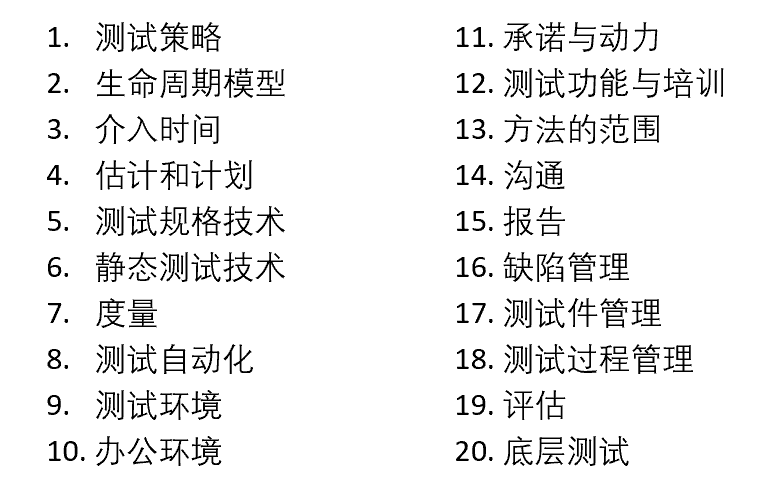 1. 测试策略
2. 生命周期模型
3. 介入时间
4. 估计和计划
5. 测试规格技术
6. 静态测试技术
7. 度量
8. 测试自动化
9. 测试环境
10. 办公环境
11. 承诺与动力
12. 测试功能与培训
13. 方法的范围
14. 沟通
15. 报告
16. 缺陷管理
17. 测试件管理
18. 测试过程管理
19. 评估
20. 底层测试